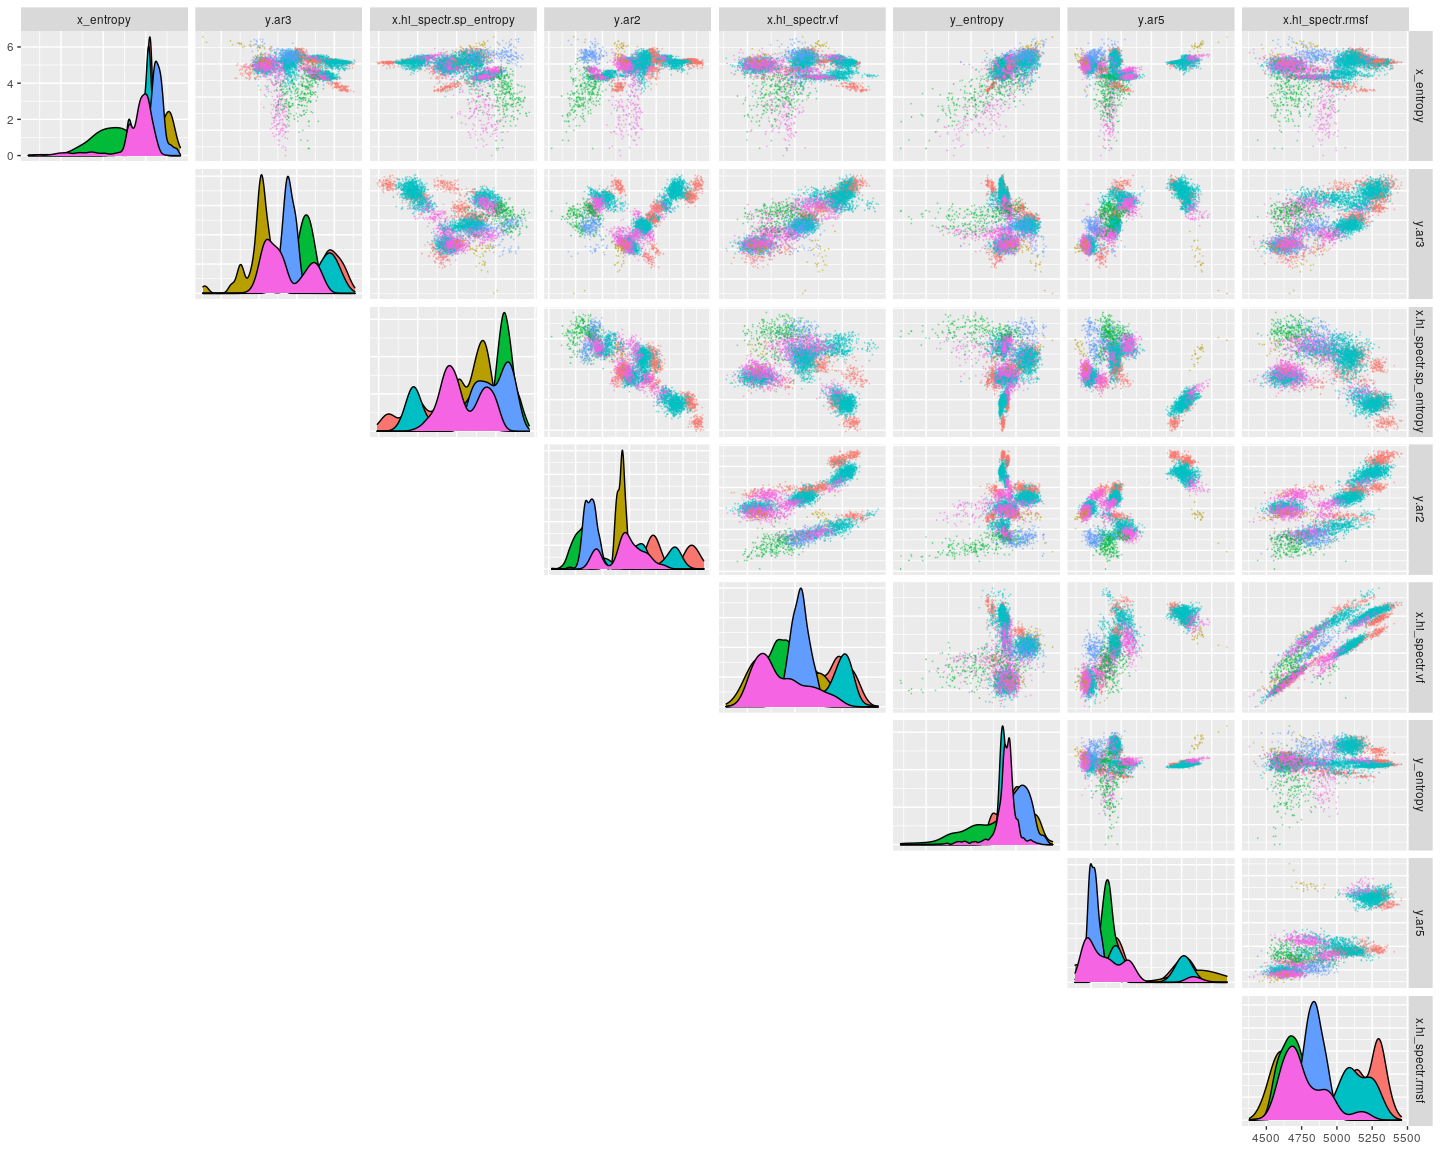 x_entropy y.ar3 x.hl_spectr.sp_entropy y.ar2 x.hl_spectr.vf y_entropy y.ar5 x.hl_spectr.rmsf
6
4
2
0
x_entropy
y.ar3
x.hl_spectr.sp_entropy
y.ar2
x.hl_spectr.vf
y_entropy
y.ar5
x.hl_spectr.rmsf
4500 4750 5000 5250 5500